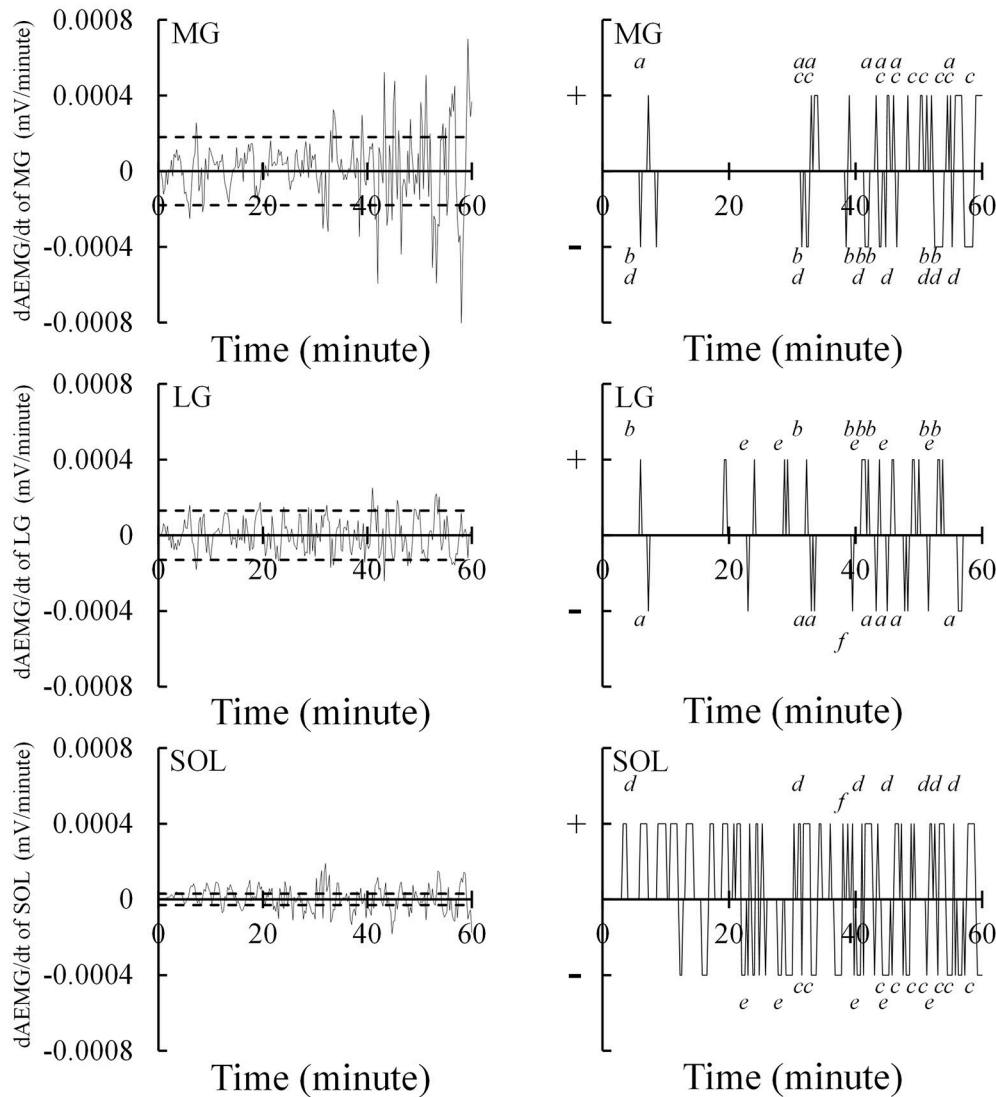 dAEMG/dt of MG (mV/minute)
0.0008
0.0004
0
-0.0004
-0.0008
MG
20 40 60
Time (minute)
MG
a aa a a a a
cc c c c c cc c
+
-
0 20 40 60
b b bbb bb
d d d d dd d
Time (minute)
dAEMG/dt of LG (mV/minute)
0.0008
0.0004
0
-0.0004
-0.0008
LG
0 20 40 60
Time (minute)
LG
b b bbb bb
e e e e e
+
-
0 20 40 60
a aa a a a a
f
Time (minute)
dAEMG/dt of SOL (mV/minute)
0.0008
0.0004
0
-0.0004
-0.0008
SOL
0 20 40 60
Time (minute)
SOL
d d d d dd d
f
+
-
0 20 40 60
cc c c c c cc c
e e e e e
Time (minute)